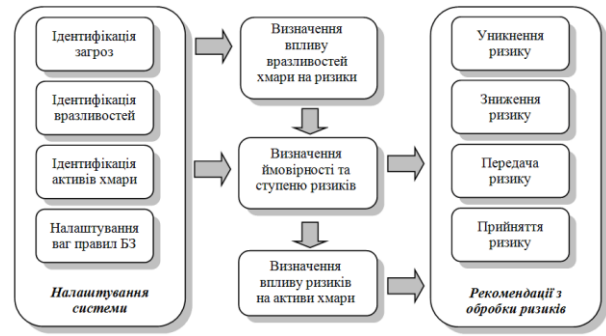 Ідентифікація
загроз
Ідентифікація
вразливостей
Ідентифікація
активів хмари
Налаштування
ваг правил БЗ
Налаштування
системи
Визначення
впливу
вразливостей
хмари на ризики
Визначення
ймовірності та
ступеню ризиків
Визначення
впливу ризиків
на активи хмари
Уникнення
ризику
Зниження
ризику
Передача
ризику
Прийняття
ризику
Рекомендації з
обробки ризиків